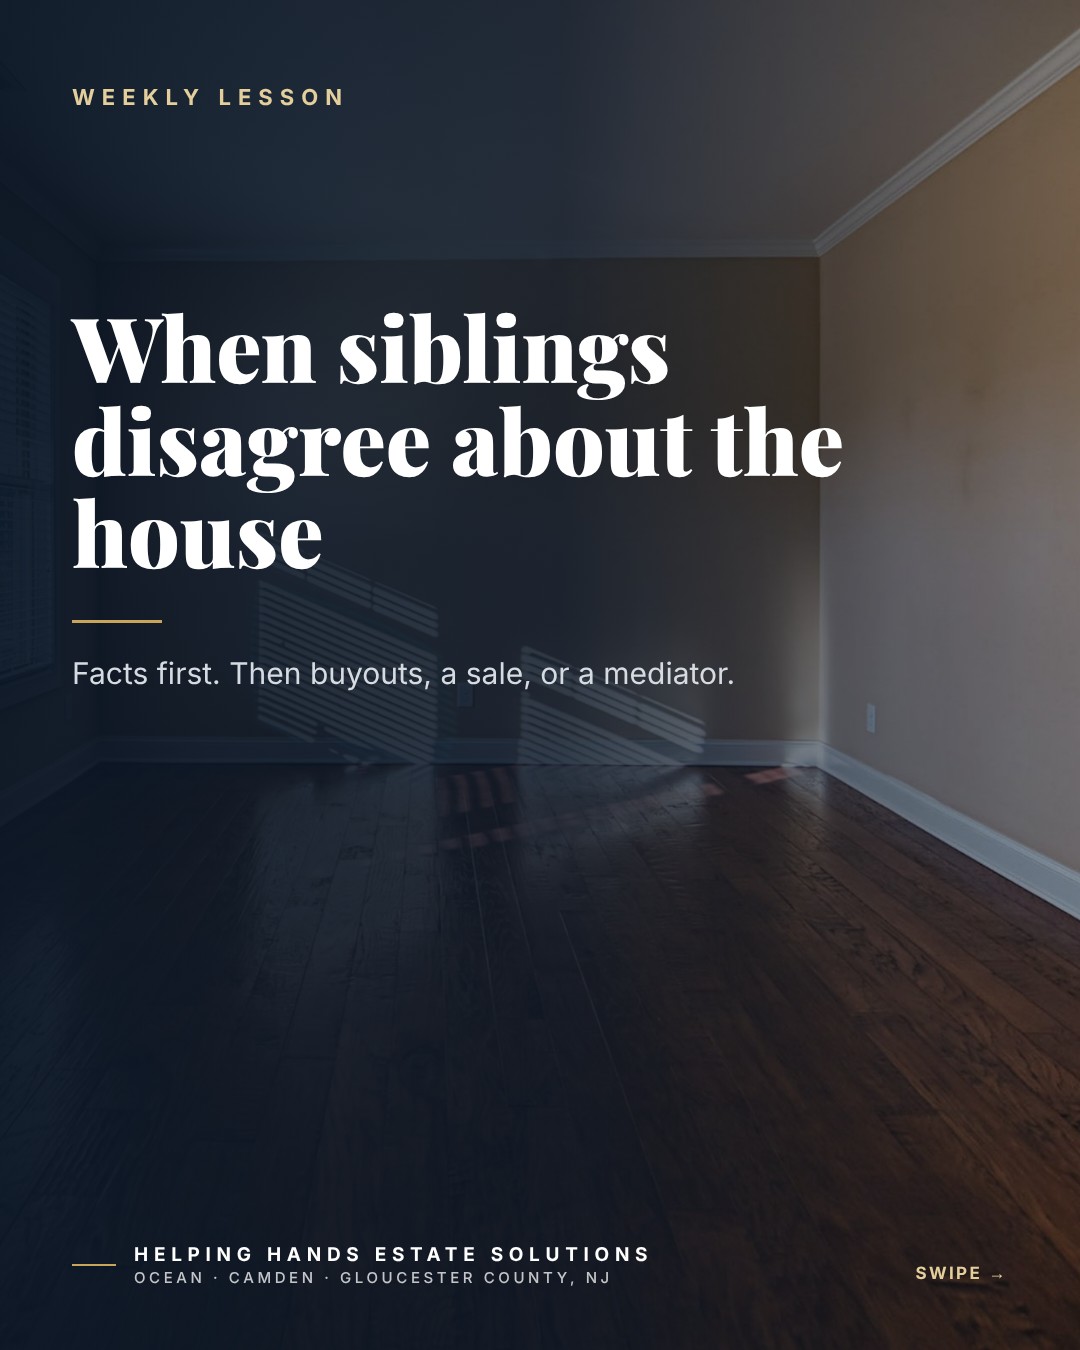 WEEKLY LESSON
When siblings
disagree about the
house
Facts first. Then buyouts, a sale, or a mediator.
HELPING HANDS ESTATE SOLUTIONS
OCEAN · CAMDEN · GLOUCESTER COUNTY, NJ
SWIPE →